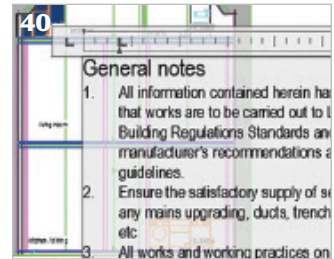 40
General notes
1. All information contained herein ha
that works are to be carried out to
Building Regulations Standards an
manufacturer's recommendations a
guidelines.
2. Ensure the satisfactory supply of se
any mains upgrading, ducts, trench
etc
3. All works and working practices on